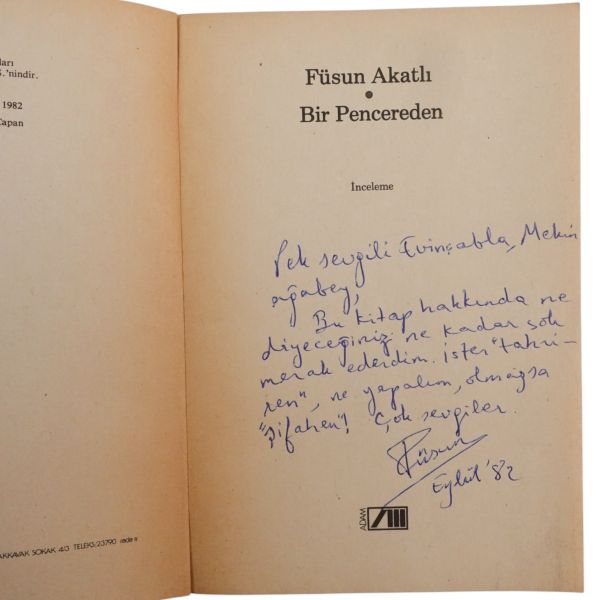 ları
Ş.'nindir.
1982
Çapan
AKKAVAK SOKAK 4/3 TELEKS:23790
Füsun Akatlı
•
Bir Pencereden
İnceleme
Pek sevgili Evinç abla, Mekin
ağabey,
Bu kitap hakkında ne
diyeceğiniz ne kadar çok
merak ederdim. İster "tahri-
ren", ne yapalım, olmazsa
"şifahen"! Çok sevgiler.
Füsun
Eylül '82
ADAM